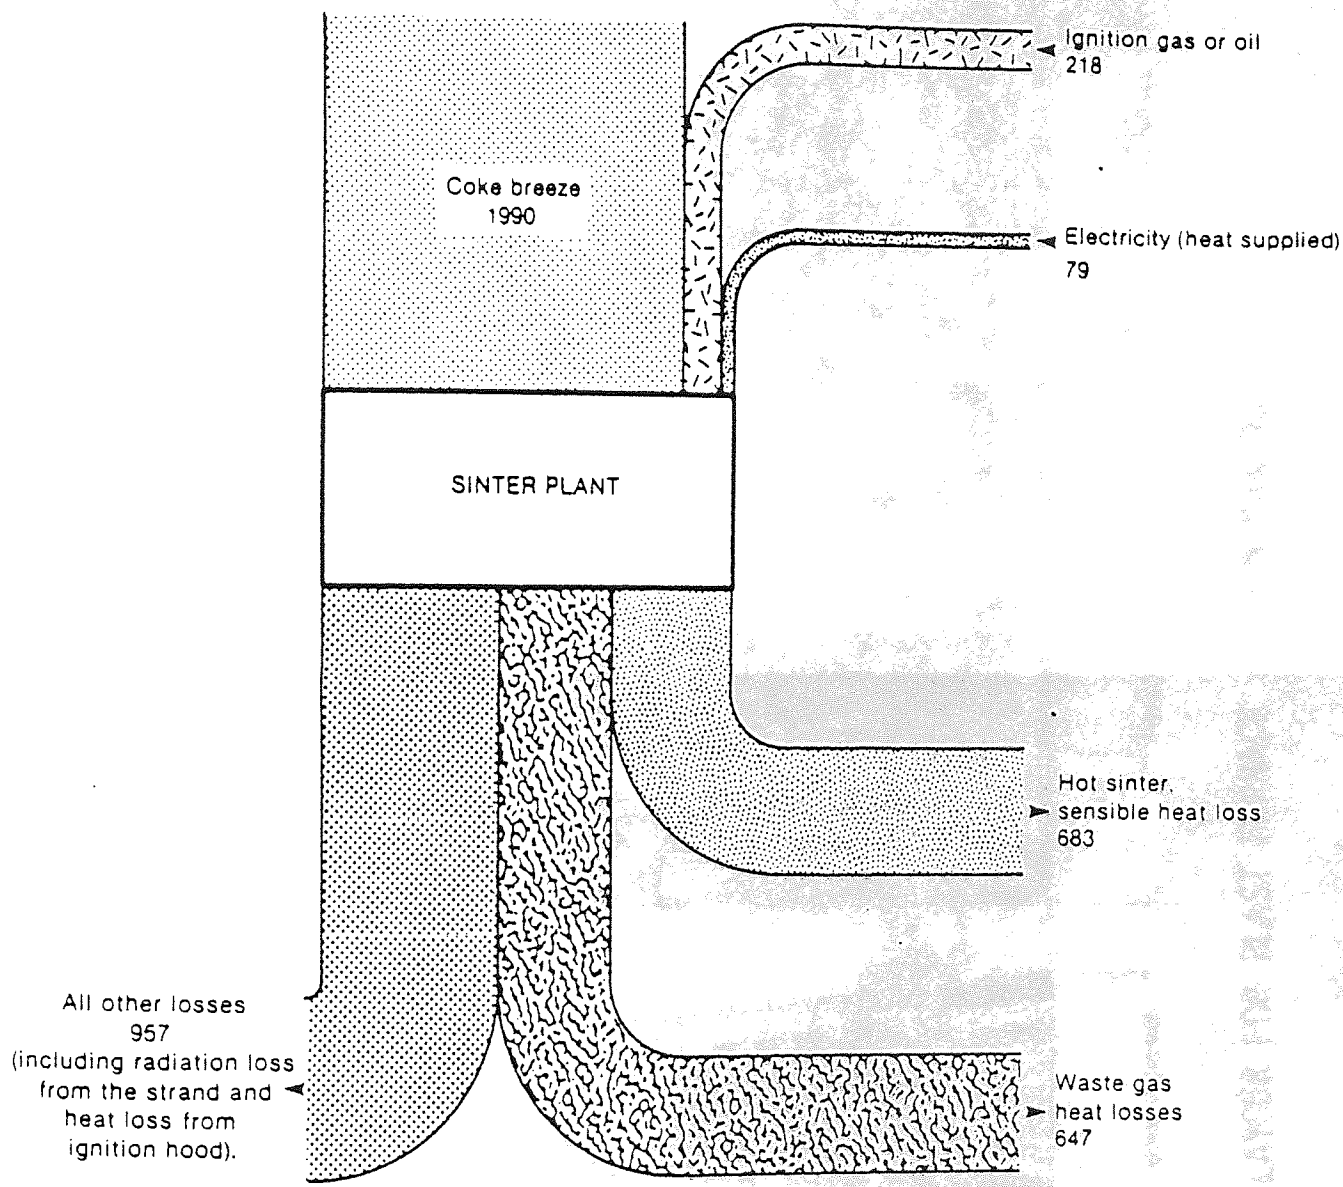 Ignition gas or oil
218
Coke breeze
1990
Electricity (heat supplied)
79
SINTER PLANT
Hot sinter,
sensible heat loss
683
All other losses
957
(including radiation loss
from the strand and
heat loss from
ignition hood).
Waste gas
heat losses
647